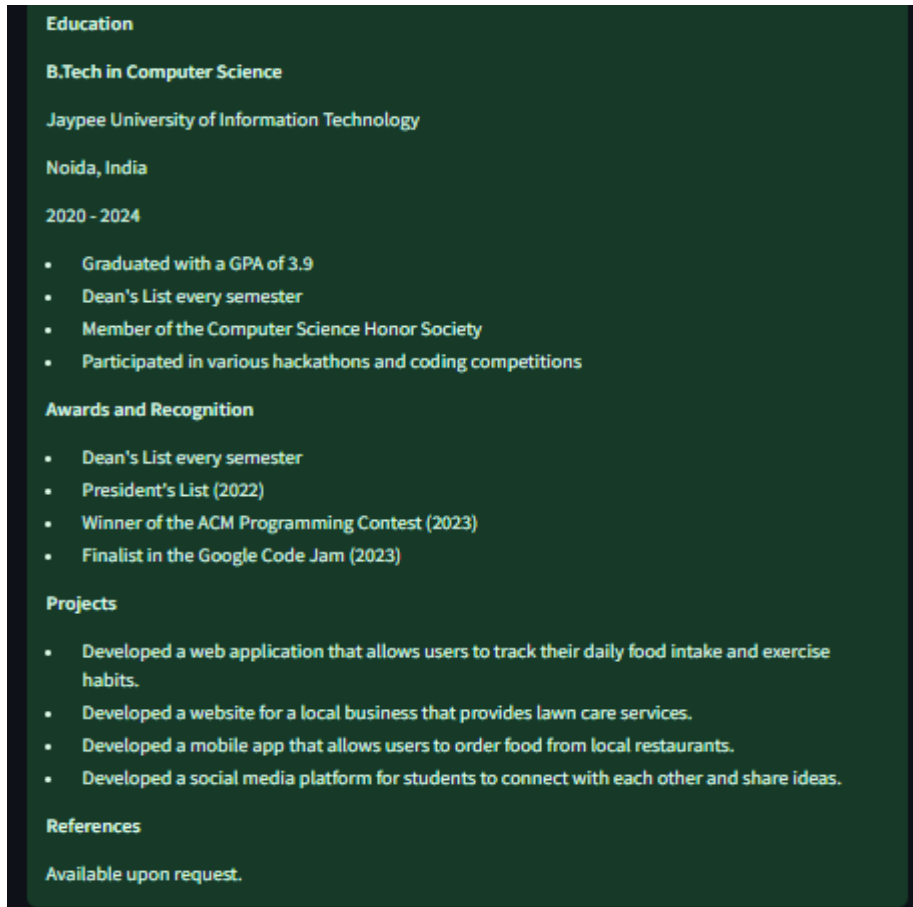 Education
B.Tech in Computer Science
Jaypee University of Information Technology
Noida, India
2020 - 2024
• Graduated with a GPA of 3.9
• Dean's List every semester
• Member of the Computer Science Honor Society
• Participated in various hackathons and coding competitions
Awards and Recognition
• Dean's List every semester
• President's List (2022)
• Winner of the ACM Programming Contest (2023)
• Finalist in the Google Code Jam (2023)
Projects
• Developed a web application that allows users to track their daily food intake and exercise
habits.
• Developed a website for a local business that provides lawn care services.
• Developed a mobile app that allows users to order food from local restaurants.
• Developed a social media platform for students to connect with each other and share ideas.
References
Available upon request.